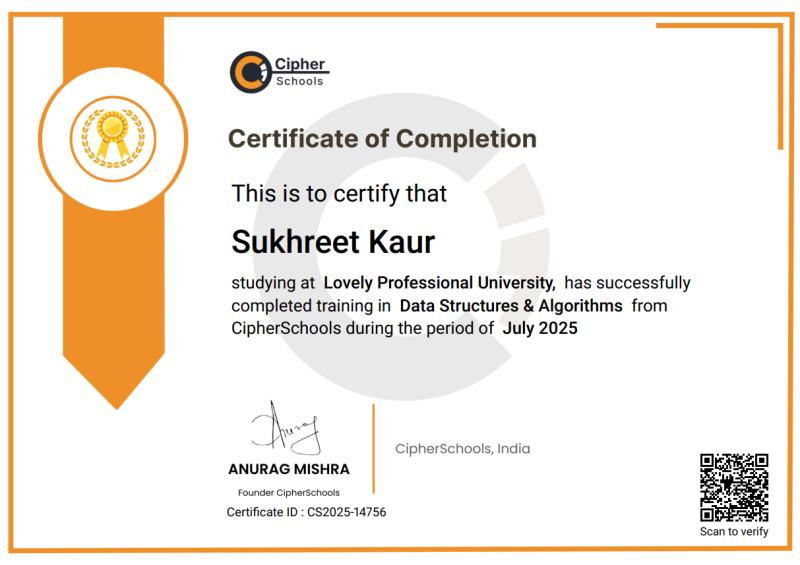 Cipher
Schools
Certificate of Completion
This is to certify that
Sukhreet Kaur
studying at Lovely Professional University, has successfully
completed training in Data Structures & Algorithms from
CipherSchools during the period of July 2025
Anurag
ANURAG MISHRA
Founder CipherSchools
CipherSchools, India
Certificate ID : CS2025-14756
Scan to verify